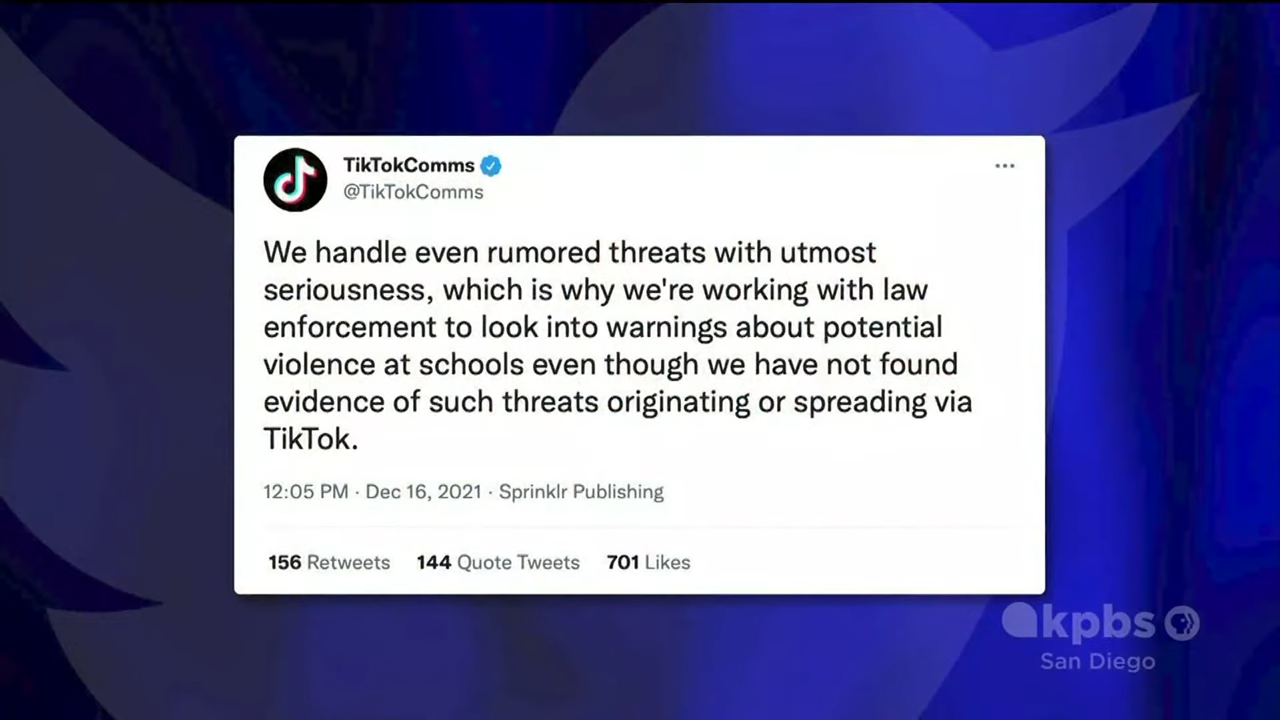 TikTokComms
@TikTokComms
We handle even rumored threats with utmost
seriousness, which is why we're working with law
enforcement to look into warnings about potential
violence at schools even though we have not found
evidence of such threats originating or spreading via
TikTok.
12:05 PM · Dec 16, 2021 · Sprinklr Publishing
156 Retweets 144 Quote Tweets 701 Likes
kpbs
San Diego